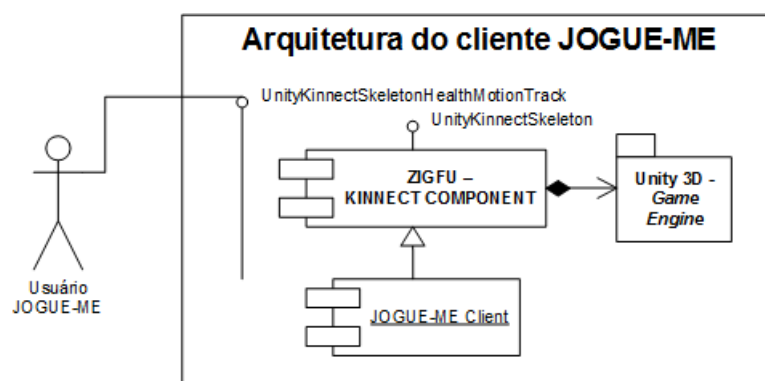 Arquitetura do cliente JOGUE-ME
UnityKinnectSkeletonHealthMotionTrack
UnityKinnectSkeleton
ZIGFU –
KINNECT COMPONENT
Unity 3D -
Game
Engine
Usuário
JOGUE-ME
JOGUE-ME Client